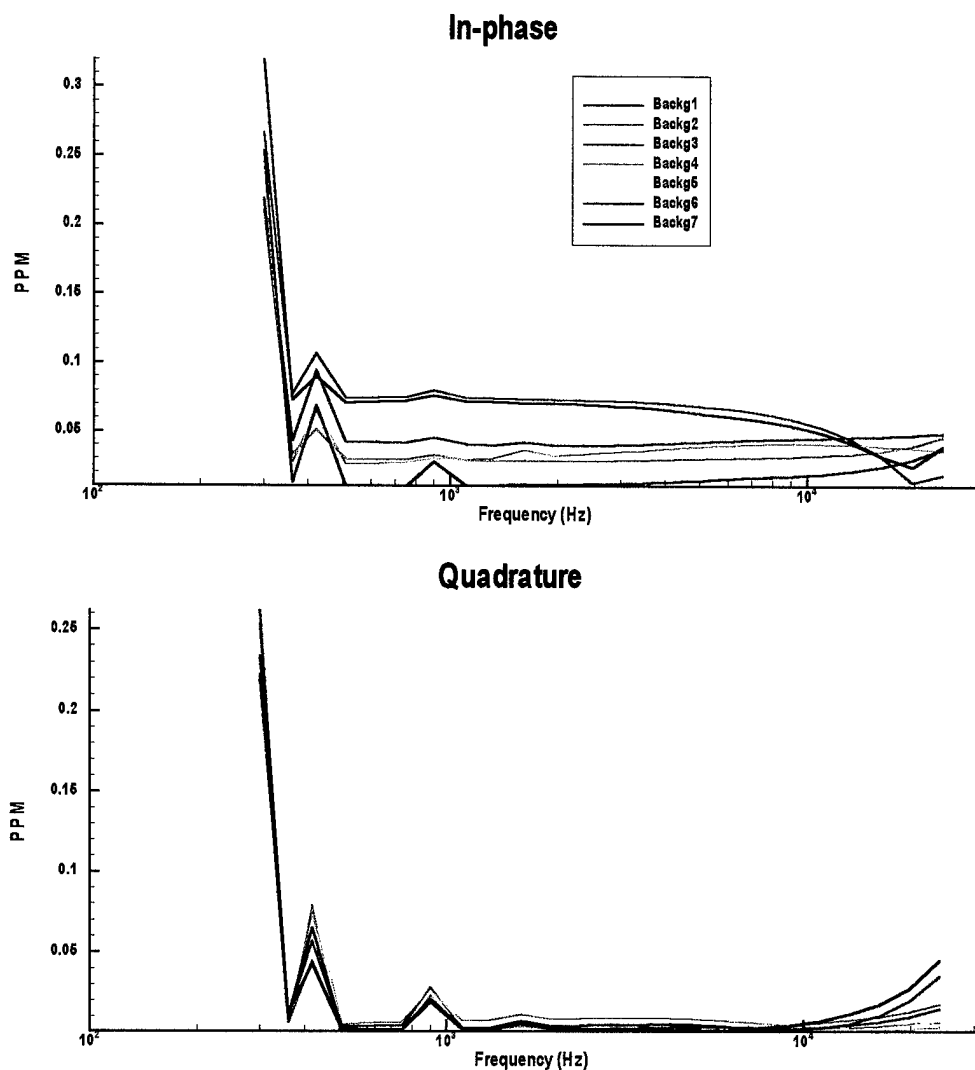 In-phase
0.3
0.25
0.2
0.15
0.1
0.05
PPM
Backg1
Backg2
Backg3
Backg4
Backg5
Backg6
Backg7
10²
10³
10⁴
Frequency (Hz)
Quadrature
0.25
0.2
0.15
0.1
0.05
PPM
10²
10³
10⁴
Frequency (Hz)